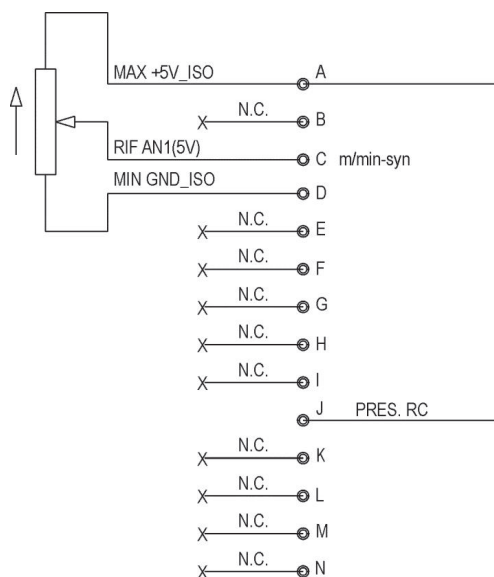 MAX +5V_ISO A
N.C. B
RIF AN1(5V) C m/min-syn
MIN GND_ISO D
N.C. E
N.C. F
N.C. G
N.C. H
N.C. I
J PRES. RC
N.C. K
N.C. L
N.C. M
N.C. N